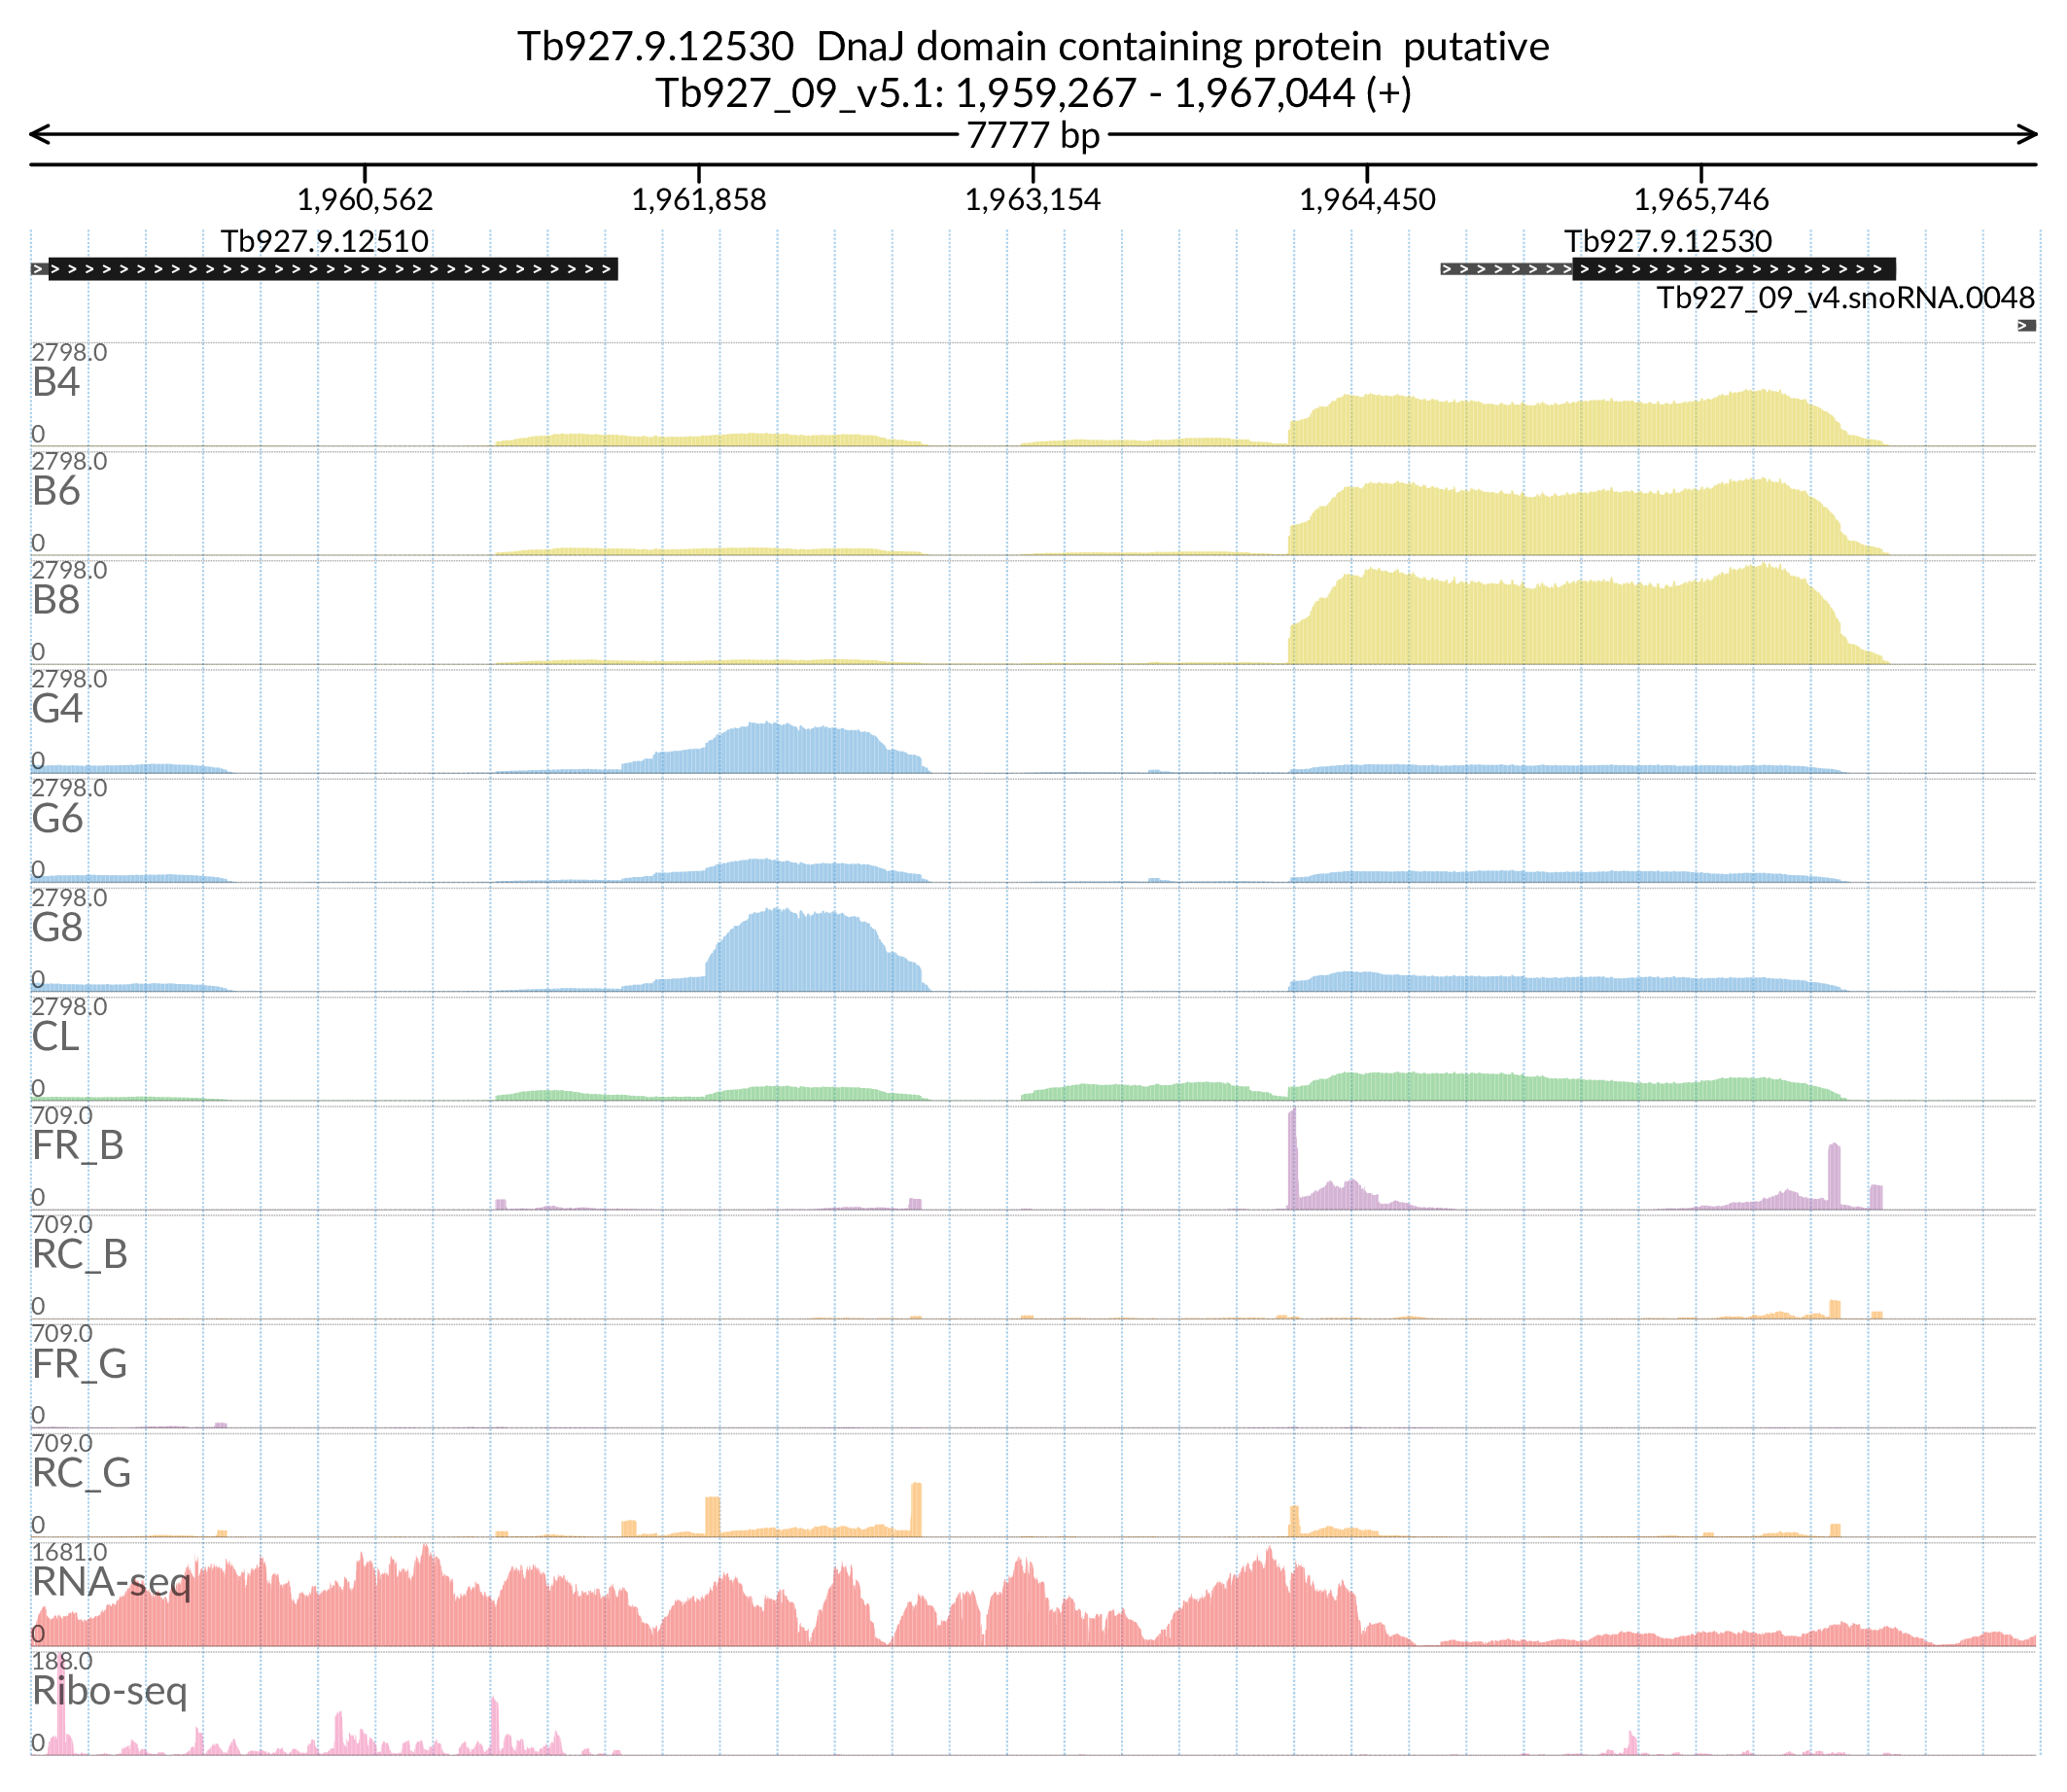 Tb927.9.12530  DnaJ domain containing protein  putative
Tb927_09_v5.1: 1,959,267 - 1,967,044 (+)
7777 bp
1,960,562 1,961,858 1,963,154 1,964,450 1,965,746
Tb927.9.12510 Tb927.9.12530
Tb927_09_v4.snoRNA.0048
2798.0
B4
0
2798.0
B6
0
2798.0
B8
0
2798.0
G4
0
2798.0
G6
0
2798.0
G8
0
2798.0
CL
0
709.0
FR_B
0
709.0
RC_B
0
709.0
FR_G
0
709.0
RC_G
0
1681.0
RNA-seq
0
188.0
Ribo-seq
0